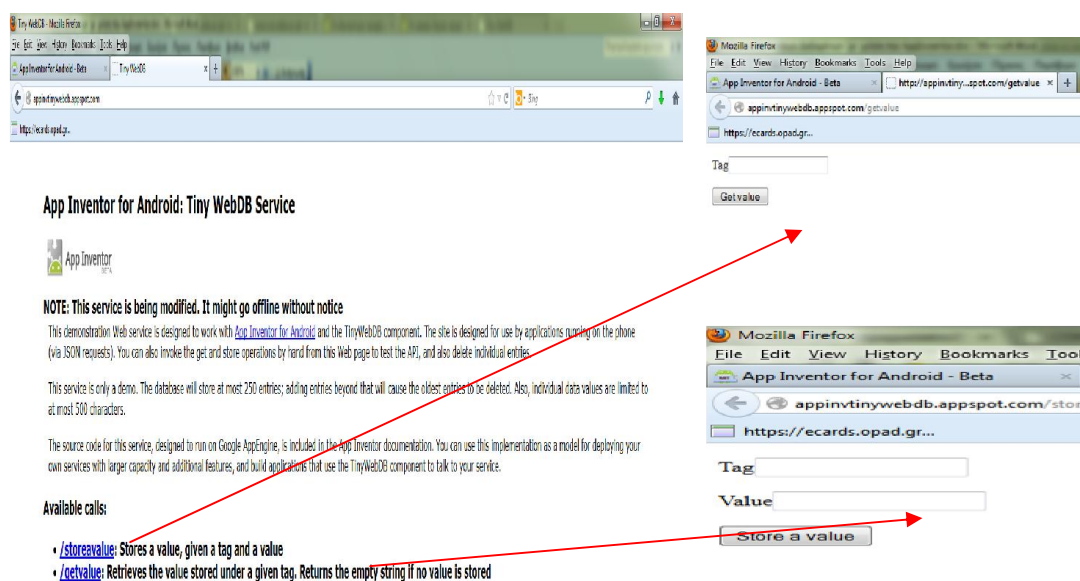 Tiny WebDB - Mozilla Firefox
File Edit View History Bookmarks Tools Help
App Inventor for Android - Beta
Tiny WebDB
appinvtinywebdb.appspot.com
Bing
https://ecards.opad.gr...
App Inventor for Android: Tiny WebDB Service
App Inventor
BETA
NOTE: This service is being modified. It might go offline without notice
This demonstration Web service is designed to work with App Inventor for Android and the TinyWebDB component. The site is designed for use by applications running on the phone
(via JSON requests). You can also invoke the get and store operations by hand from this Web page to test the API, and also delete individual entries.
This service is only a demo. The database will store at most 250 entries; adding entries beyond that will cause the oldest entries to be deleted. Also, individual data values are limited to
at most 500 characters.
The source code for this service, designed to run on Google AppEngine, is included in the App Inventor documentation. You can use this implementation as a model for deploying your
own services with larger capacity and additional features, and build applications that use the TinyWebDB component to talk to your service.
Available calls:
• /storeavalue: Stores a value, given a tag and a value
• /getvalue: Retrieves the value stored under a given tag. Returns the empty string if no value is stored
Mozilla Firefox
File Edit View History Bookmarks Tools Help
App Inventor for Android - Beta
http://appinvtiny...spot.com/getvalue
appinvtinywebdb.appspot.com/getvalue
https://ecards.opad.gr...
Tag
Get value
Mozilla Firefox
File Edit View History Bookmarks Tool
App Inventor for Android - Beta
appinvtinywebdb.appspot.com/stor
https://ecards.opad.gr...
Tag
Value
Store a value